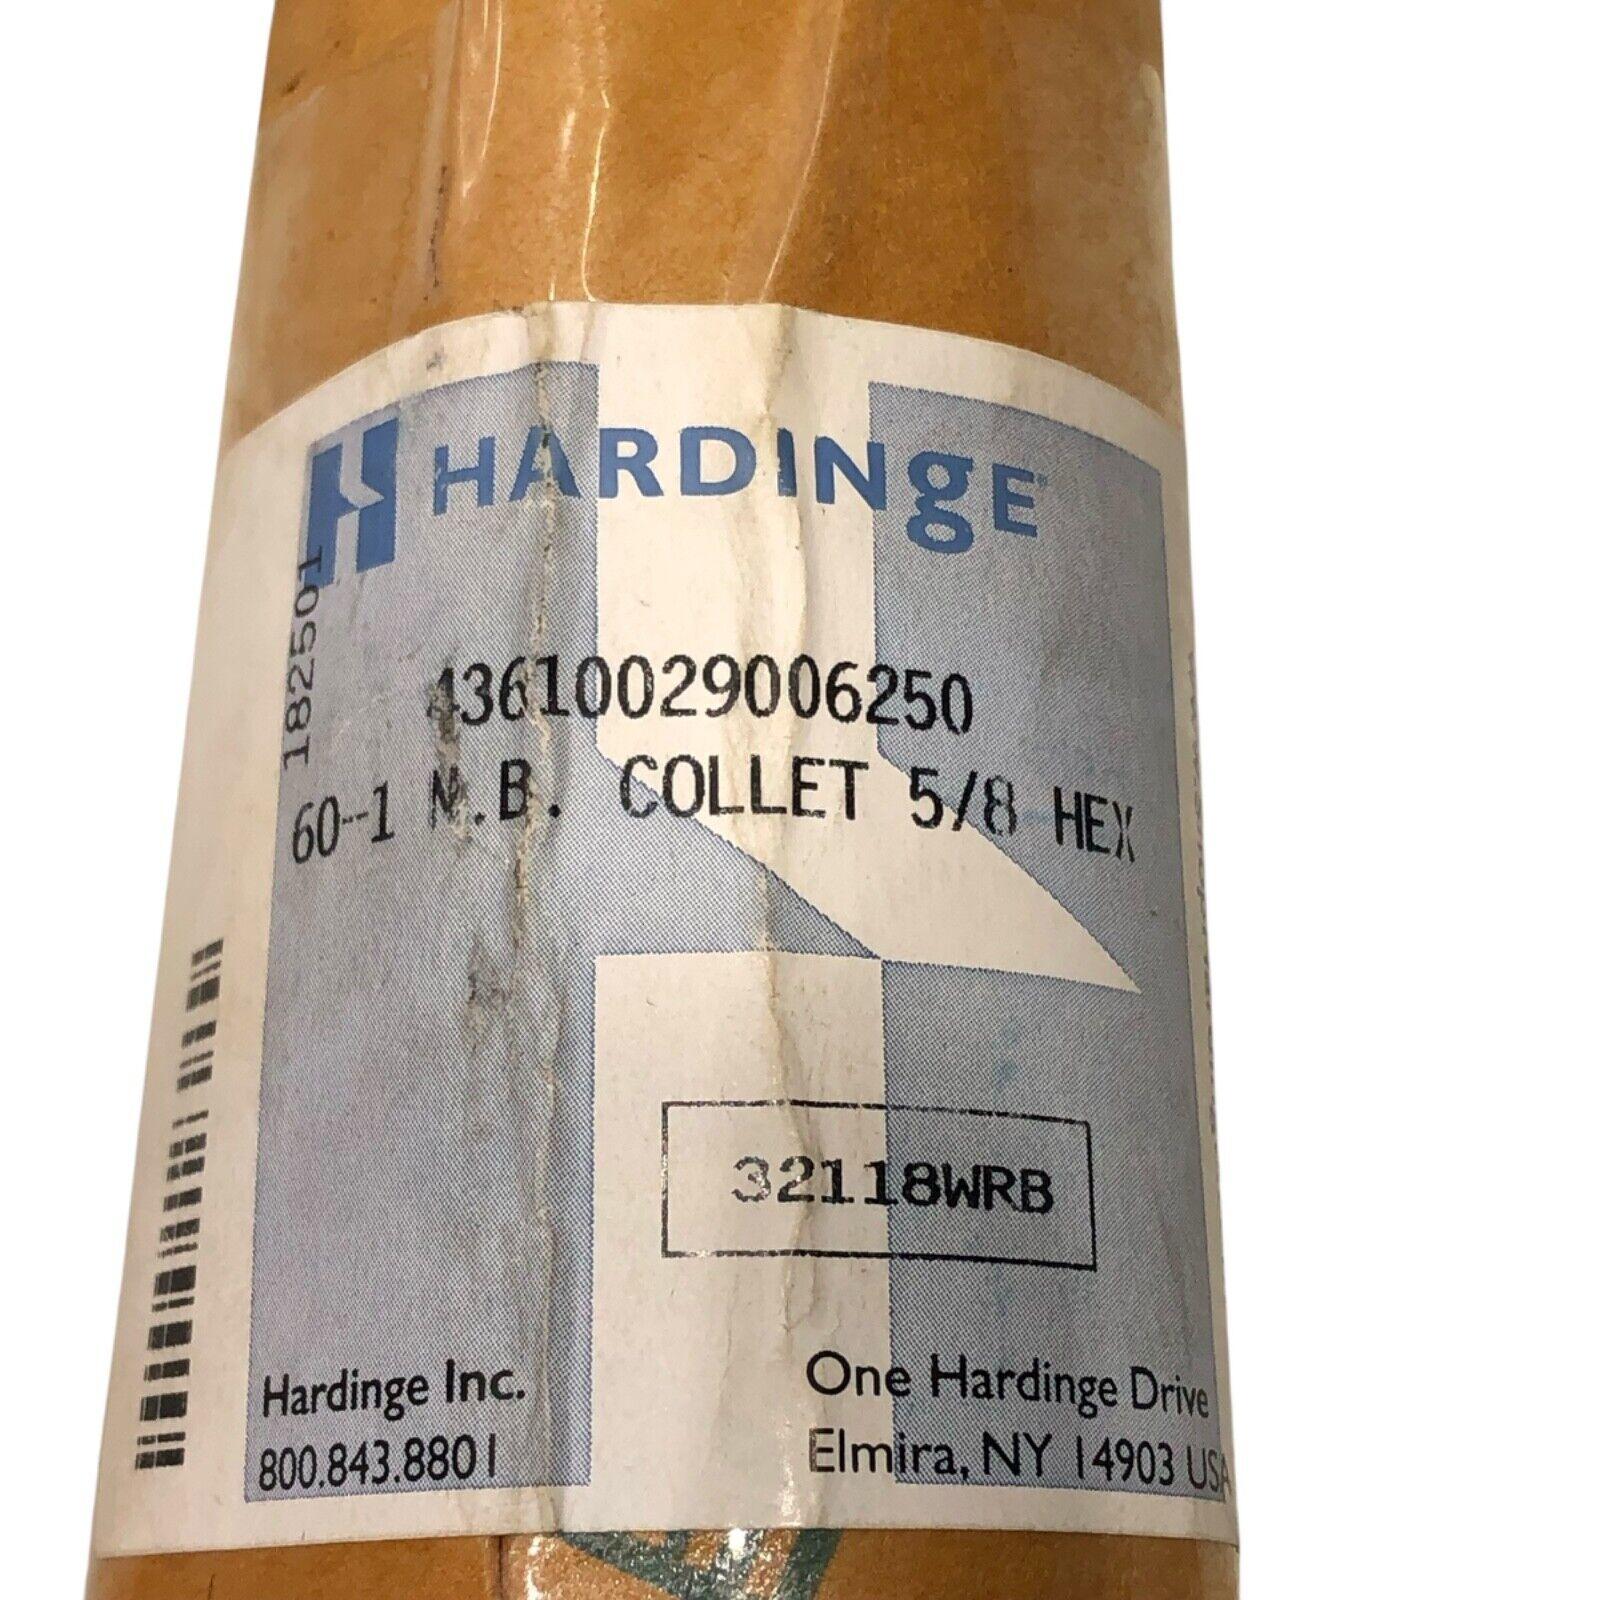 HARDINgE®
182501
43610029006250
60-1 N.B. COLLET 5/8 HEX
32118WRB
Hardinge Inc.
800.843.8801
One Hardinge Drive
Elmira, NY 14903 USA